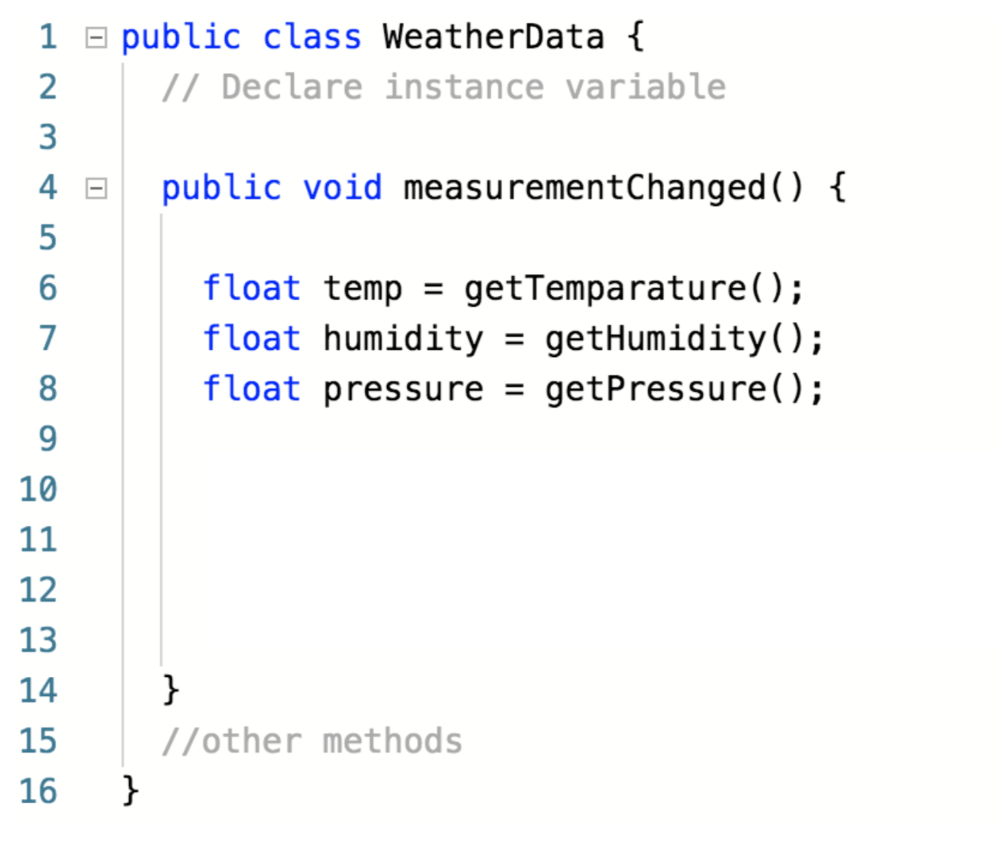 1 public class WeatherData {
2 // Declare instance variable
3
4 public void measurementChanged() {
5
6 float temp = getTemparature();
7 float humidity = getHumidity();
8 float pressure = getPressure();
9
10
11
12
13
14 }
15 //other methods
16 }